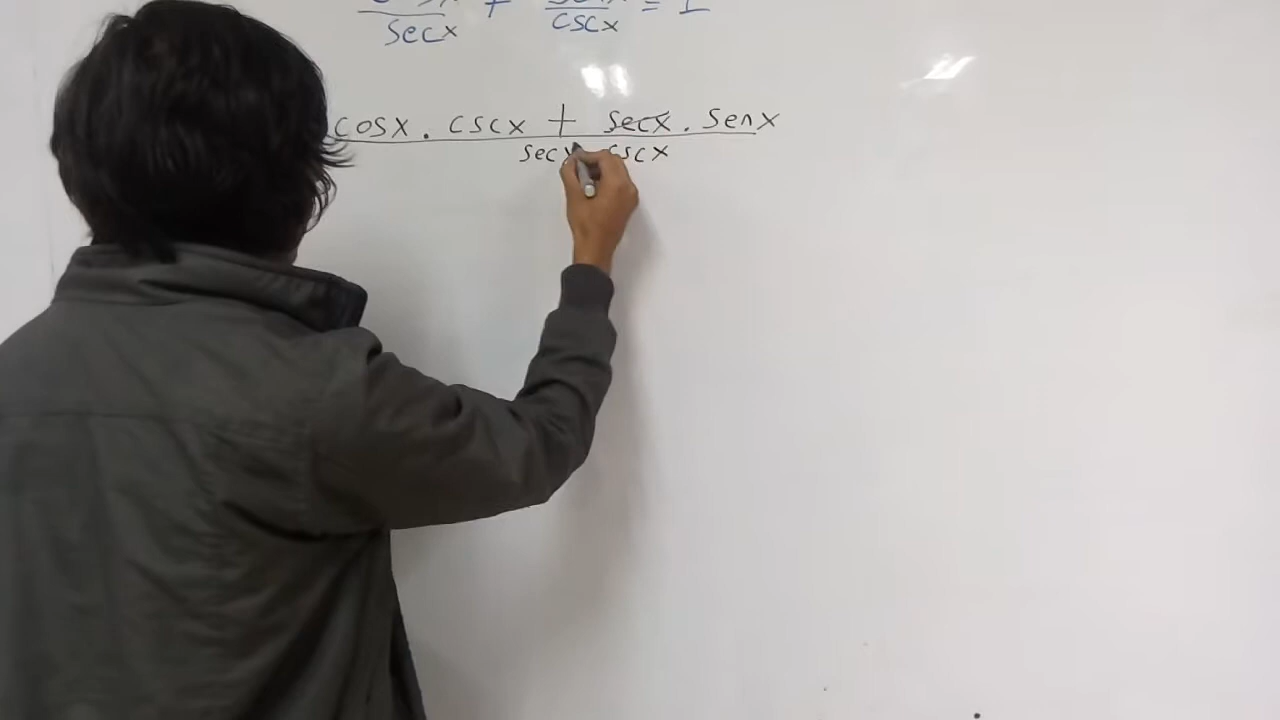 + = 1
secx cscx
cosx . cscx + secx . senx
secx cscx